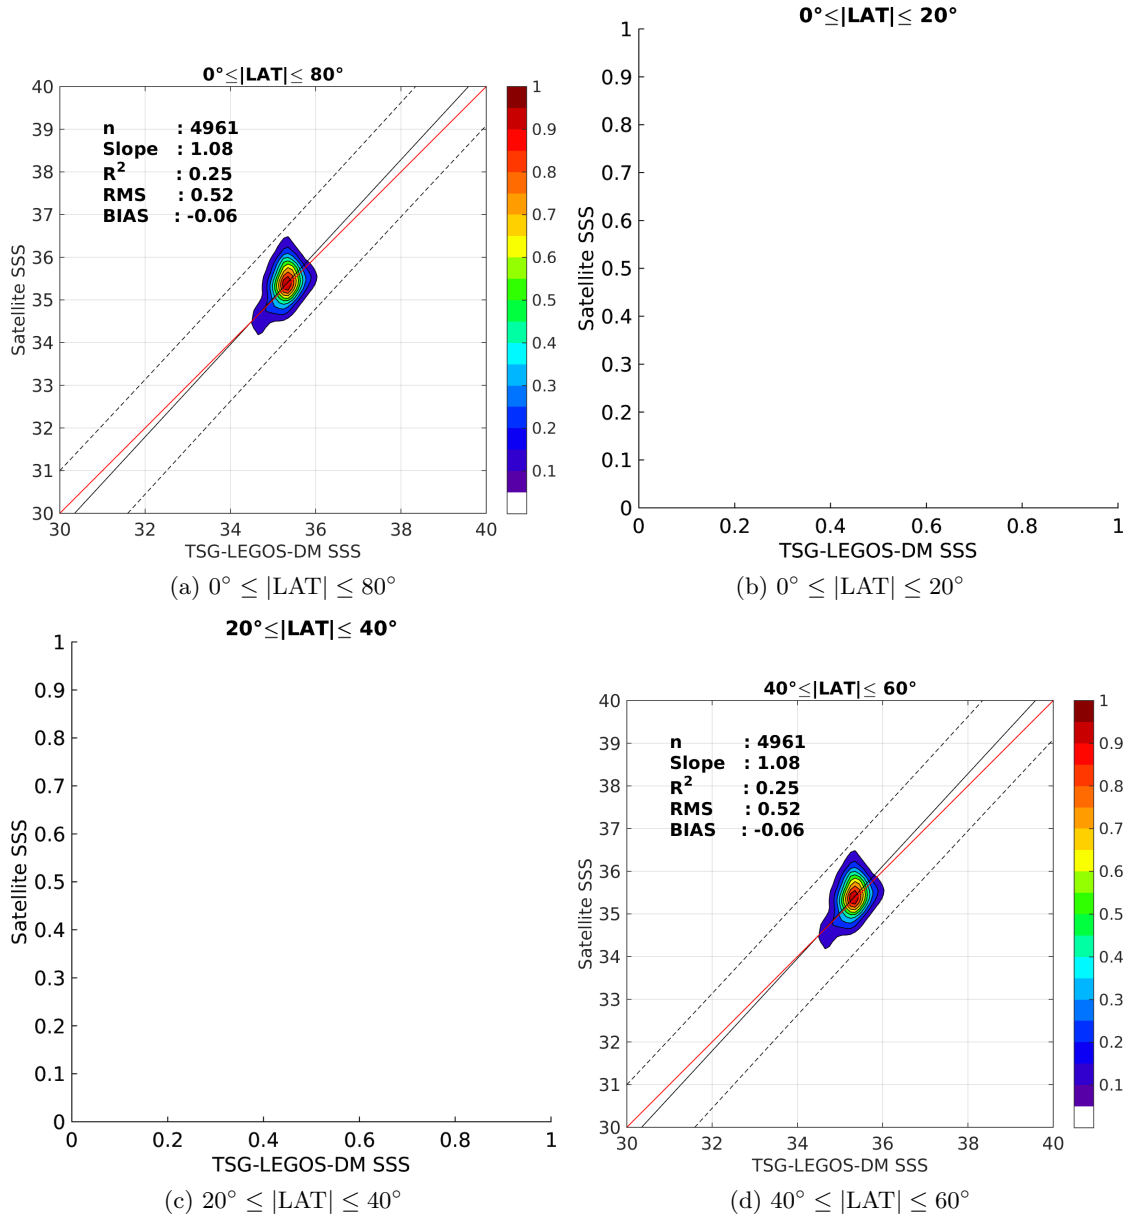 0°≤|LAT|≤ 80°
40
39
38
37
36
35
34
33
32
31
30
n : 4961
Slope : 1.08
R² : 0.25
RMS : 0.52
BIAS : -0.06
Satellite SSS
30 32 34 36 38 40
TSG-LEGOS-DM SSS
1
0.9
0.8
0.7
0.6
0.5
0.4
0.3
0.2
0.1
(a) 0° ≤ |LAT| ≤ 80°
0°≤|LAT|≤ 20°
1
0.9
0.8
0.7
0.6
0.5
0.4
0.3
0.2
0.1
0
Satellite SSS
0 0.2 0.4 0.6 0.8 1
TSG-LEGOS-DM SSS
(b) 0° ≤ |LAT| ≤ 20°
20°≤|LAT|≤ 40°
1
0.9
0.8
0.7
0.6
0.5
0.4
0.3
0.2
0.1
0
Satellite SSS
0 0.2 0.4 0.6 0.8 1
TSG-LEGOS-DM SSS
(c) 20° ≤ |LAT| ≤ 40°
40°≤|LAT|≤ 60°
40
39
38
37
36
35
34
33
32
31
30
n : 4961
Slope : 1.08
R² : 0.25
RMS : 0.52
BIAS : -0.06
Satellite SSS
30 32 34 36 38 40
TSG-LEGOS-DM SSS
1
0.9
0.8
0.7
0.6
0.5
0.4
0.3
0.2
0.1
(d) 40° ≤ |LAT| ≤ 60°